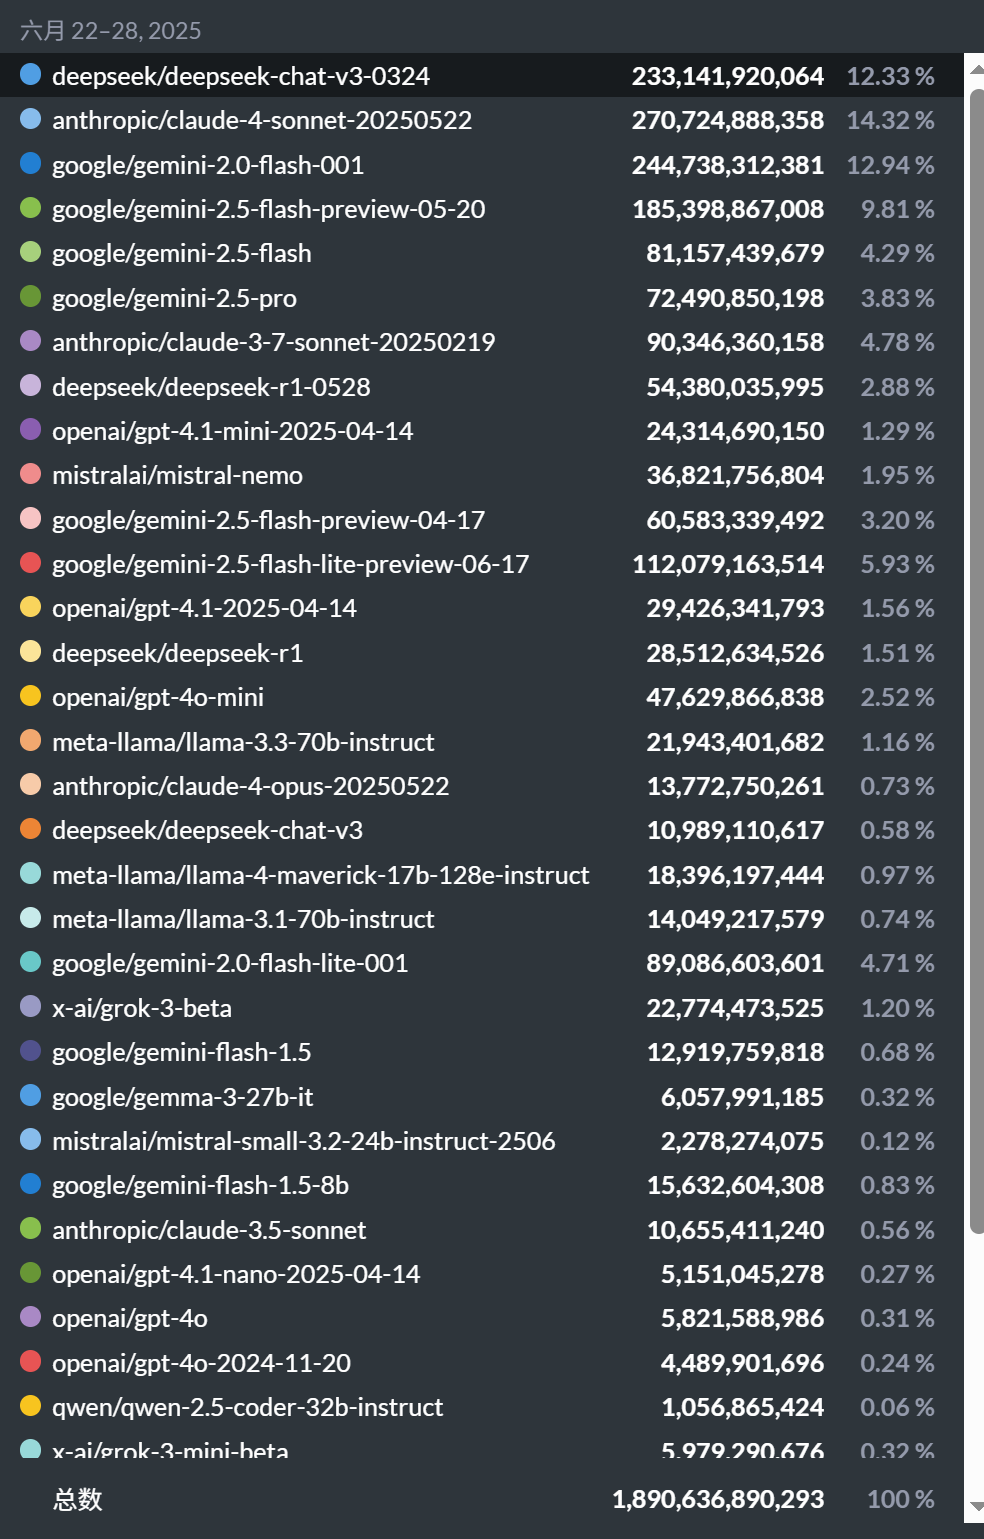 六月 22–28, 2025
deepseek/deepseek-chat-v3-0324 233,141,920,064 12.33 %
anthropic/claude-4-sonnet-20250522 270,724,888,358 14.32 %
google/gemini-2.0-flash-001 244,738,312,381 12.94 %
google/gemini-2.5-flash-preview-05-20 185,398,867,008 9.81 %
google/gemini-2.5-flash 81,157,439,679 4.29 %
google/gemini-2.5-pro 72,490,850,198 3.83 %
anthropic/claude-3-7-sonnet-20250219 90,346,360,158 4.78 %
deepseek/deepseek-r1-0528 54,380,035,995 2.88 %
openai/gpt-4.1-mini-2025-04-14 24,314,690,150 1.29 %
mistralai/mistral-nemo 36,821,756,804 1.95 %
google/gemini-2.5-flash-preview-04-17 60,583,339,492 3.20 %
google/gemini-2.5-flash-lite-preview-06-17 112,079,163,514 5.93 %
openai/gpt-4.1-2025-04-14 29,426,341,793 1.56 %
deepseek/deepseek-r1 28,512,634,526 1.51 %
openai/gpt-4o-mini 47,629,866,838 2.52 %
meta-llama/llama-3.3-70b-instruct 21,943,401,682 1.16 %
anthropic/claude-4-opus-20250522 13,772,750,261 0.73 %
deepseek/deepseek-chat-v3 10,989,110,617 0.58 %
meta-llama/llama-4-maverick-17b-128e-instruct 18,396,197,444 0.97 %
meta-llama/llama-3.1-70b-instruct 14,049,217,579 0.74 %
google/gemini-2.0-flash-lite-001 89,086,603,601 4.71 %
x-ai/grok-3-beta 22,774,473,525 1.20 %
google/gemini-flash-1.5 12,919,759,818 0.68 %
google/gemma-3-27b-it 6,057,991,185 0.32 %
mistralai/mistral-small-3.2-24b-instruct-2506 2,278,274,075 0.12 %
google/gemini-flash-1.5-8b 15,632,604,308 0.83 %
anthropic/claude-3.5-sonnet 10,655,411,240 0.56 %
openai/gpt-4.1-nano-2025-04-14 5,151,045,278 0.27 %
openai/gpt-4o 5,821,588,986 0.31 %
openai/gpt-4o-2024-11-20 4,489,901,696 0.24 %
qwen/qwen-2.5-coder-32b-instruct 1,056,865,424 0.06 %
x-ai/grok-3-mini-beta 5,979,290,676 0.32 %
总数 1,890,636,890,293 100 %